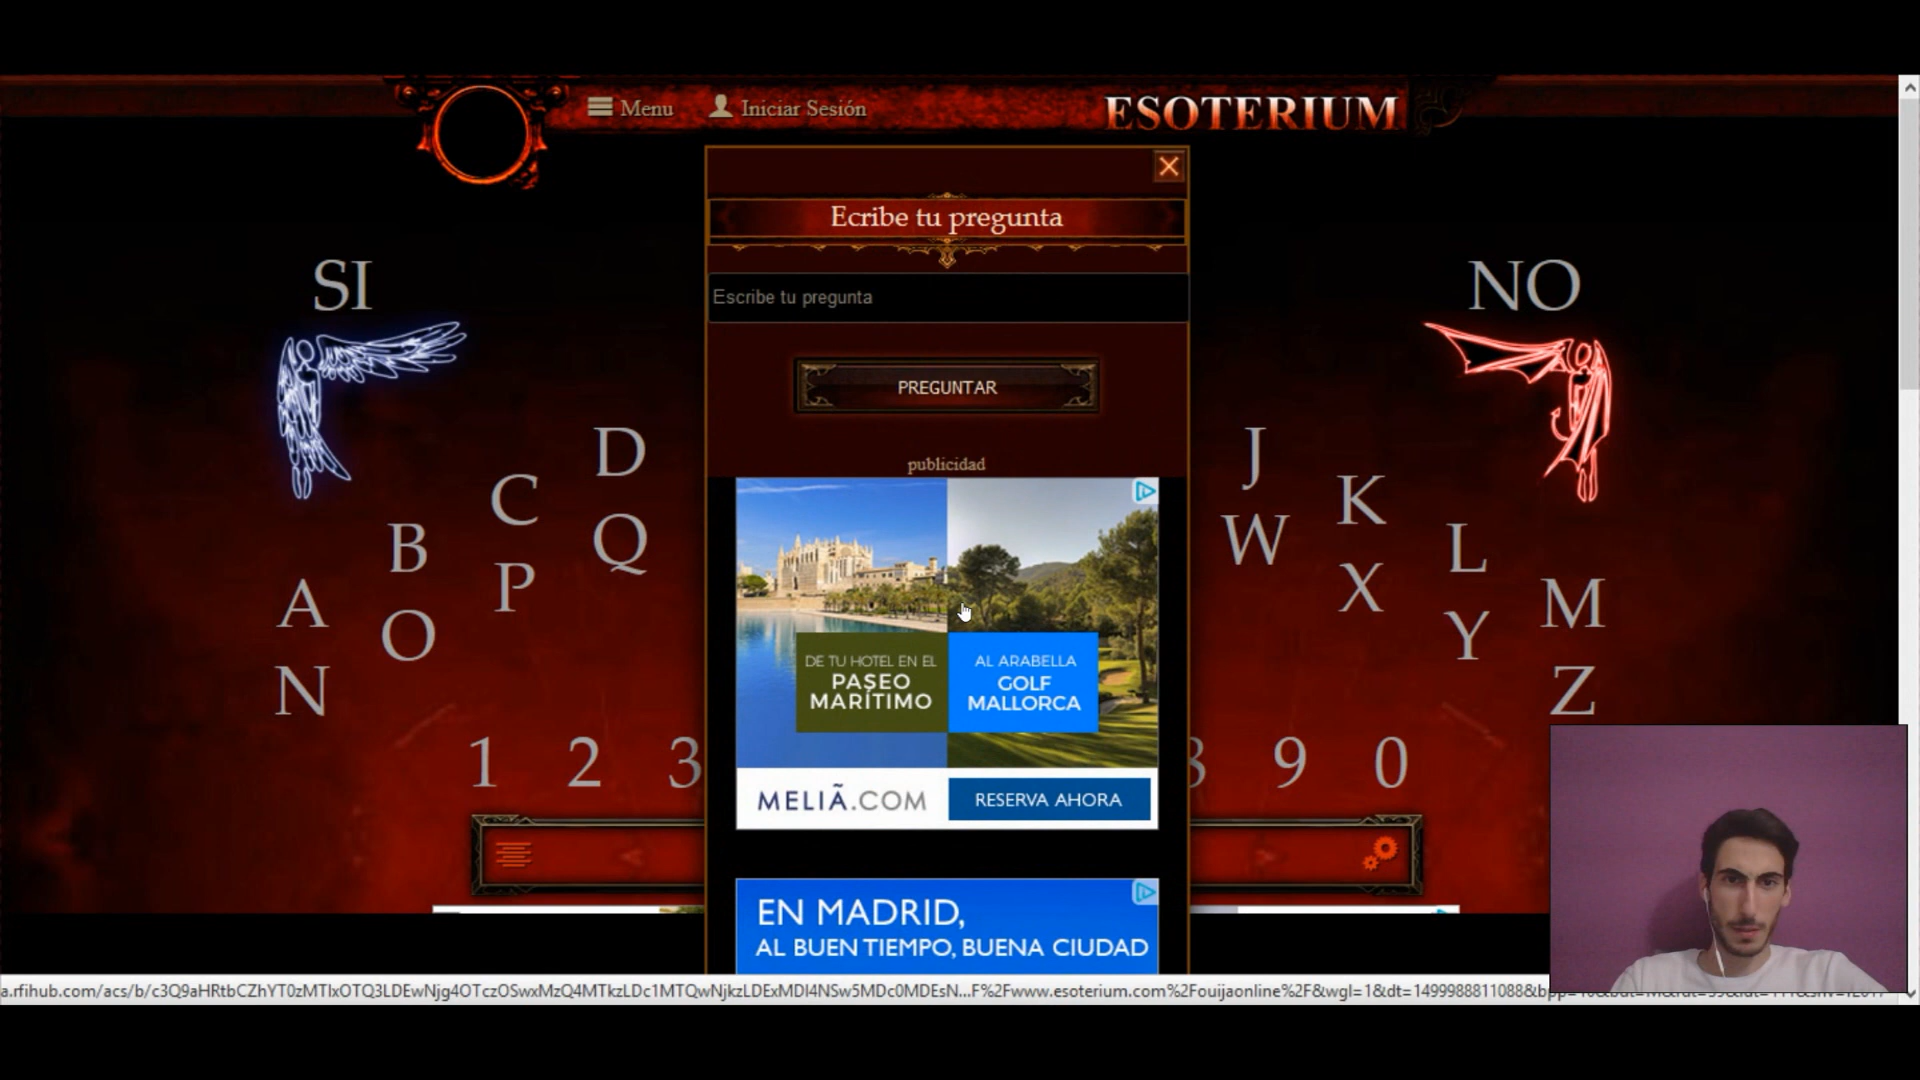 Menu
Iniciar Sesión
ESOTERIUM
Ecribe tu pregunta
Escribe tu pregunta
PREGUNTAR
publicidad
SI
NO
A B C D J K L M
N O P Q W X Y Z
1 2 3 8 9 0
DE TU HOTEL EN EL
PASEO
MARÍTIMO
AL ARABELLA
GOLF
MALLORCA
MELIÃ.COM
RESERVA AHORA
EN MADRID,
AL BUEN TIEMPO, BUENA CIUDAD